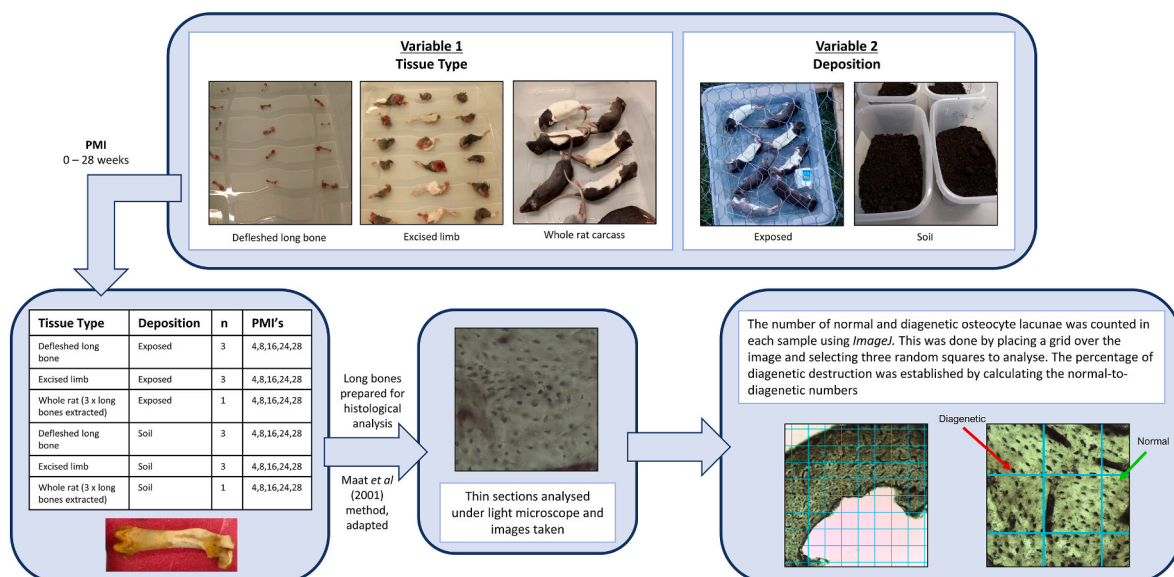 Variable 1
Tissue Type
Defleshed long bone
Excised limb
Whole rat carcass
Variable 2
Deposition
Exposed
Soil
PMI
0 – 28 weeks
Tissue Type Deposition n PMI's
Defleshed long
bone Exposed 3 4,8,16,24,28
Excised limb Exposed 3 4,8,16,24,28
Whole rat (3 x long
bones extracted) Exposed 1 4,8,16,24,28
Defleshed long
bone Soil 3 4,8,16,24,28
Excised limb Soil 3 4,8,16,24,28
Whole rat (3 x long
bones extracted) Soil 1 4,8,16,24,28
Long bones
prepared for
histological
analysis
Maat et al
(2001)
method,
adapted
Thin sections analysed
under light microscope and
images taken
The number of normal and diagenetic osteocyte lacunae was counted in
each sample using ImageJ. This was done by placing a grid over the
image and selecting three random squares to analyse. The percentage of
diagenetic destruction was established by calculating the normal-to-
diagenetic numbers
Diagenetic
Normal